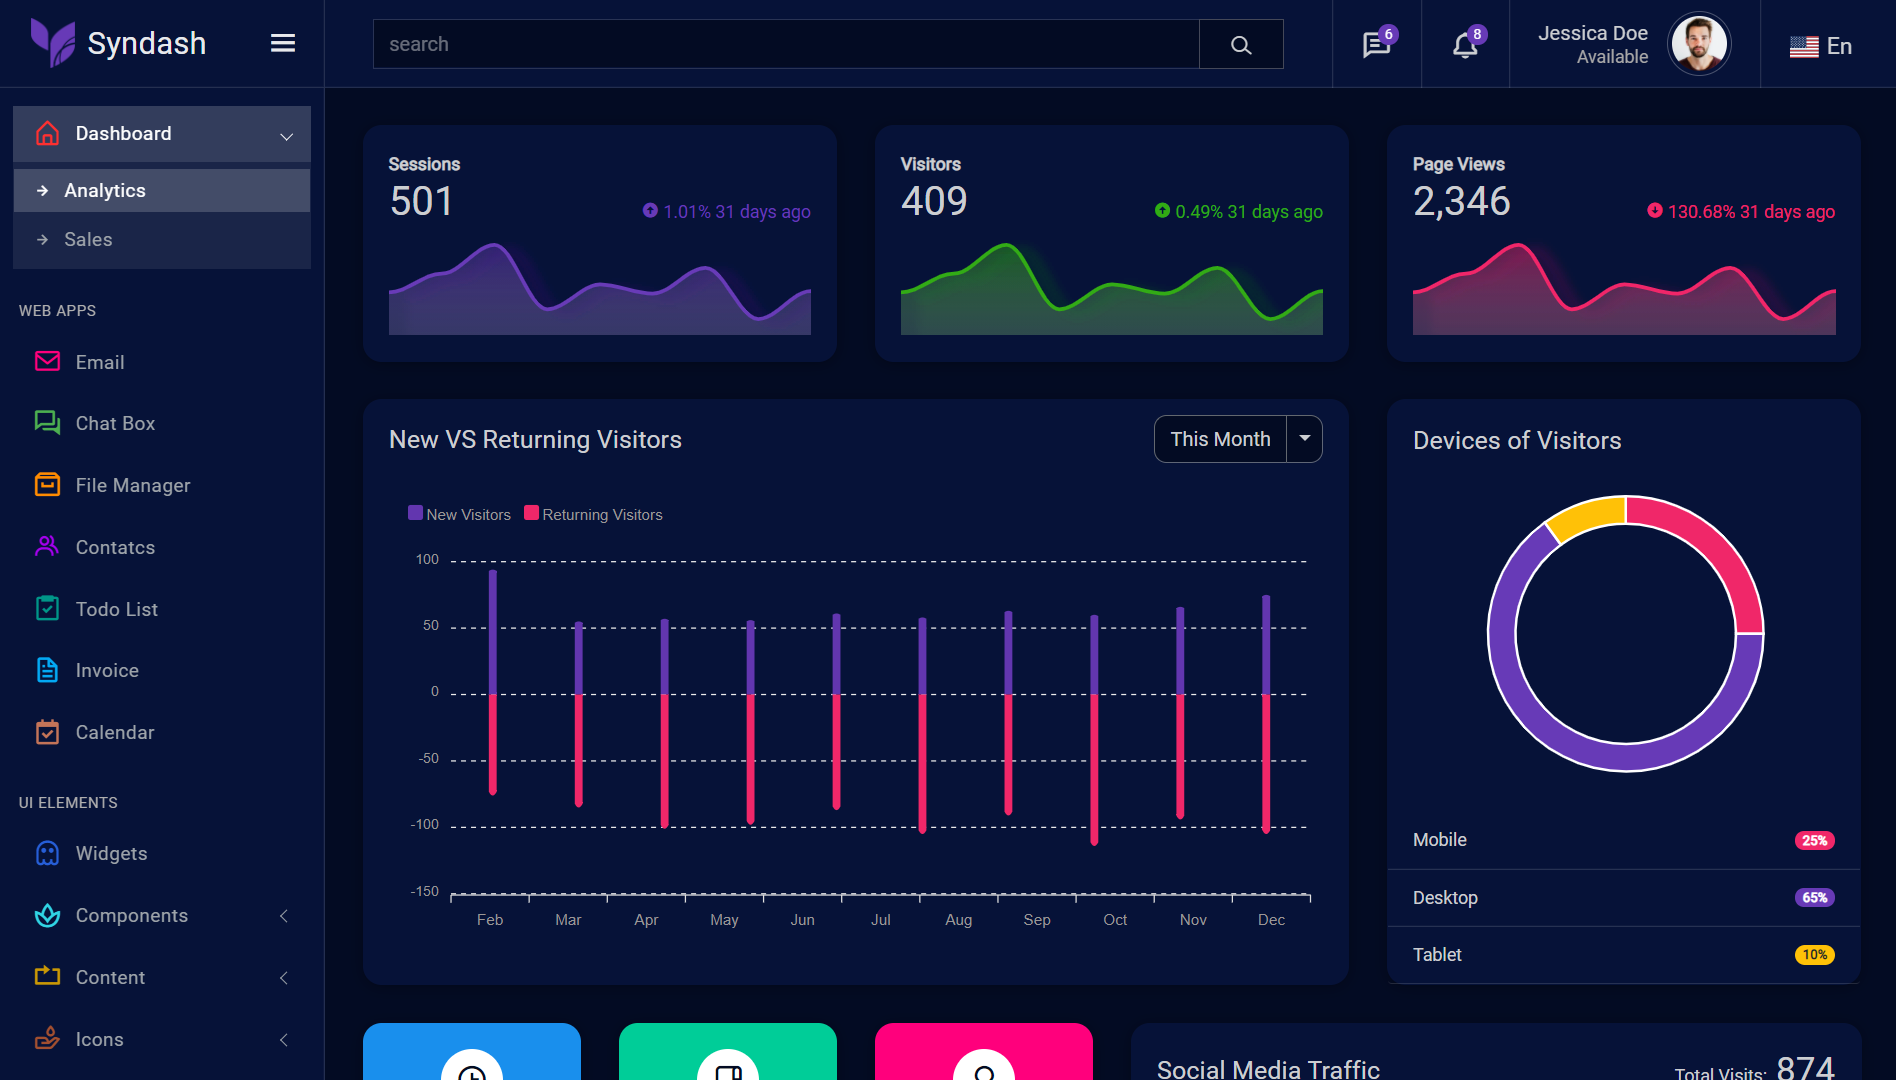 Syndash
search
6
8
Jessica Doe
Available
En
Dashboard
Analytics
Sales
WEB APPS
Email
Chat Box
File Manager
Contatcs
Todo List
Invoice
Calendar
UI ELEMENTS
Widgets
Components
Content
Icons
Sessions
501
1.01% 31 days ago
Visitors
409
0.49% 31 days ago
Page Views
2,346
130.68% 31 days ago
New VS Returning Visitors
This Month
New Visitors Returning Visitors
100
50
0
-50
-100
-150
Feb Mar Apr May Jun Jul Aug Sep Oct Nov Dec
Devices of Visitors
Mobile 25%
Desktop 65%
Tablet 10%
Social Media Traffic
Total Visits: 874